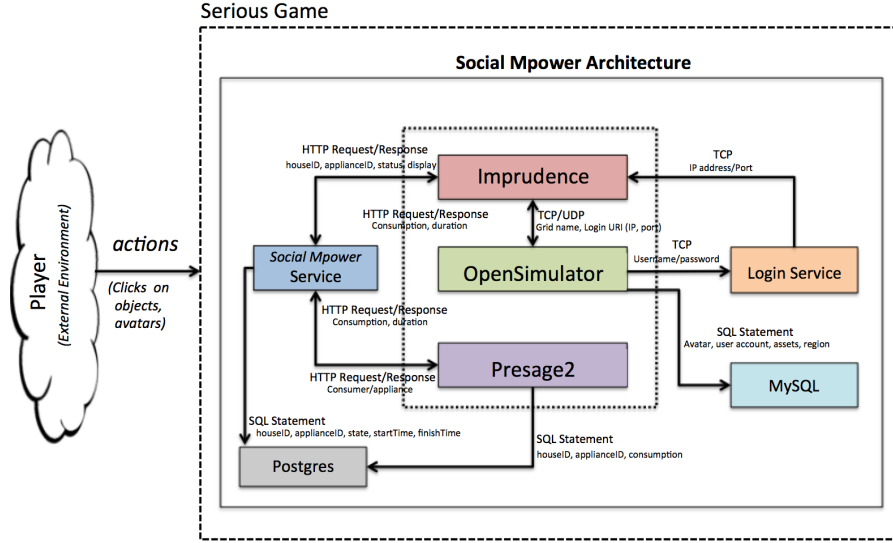 Serious Game
Social Mpower Architecture
HTTP Request/Response
houseID, applianceID, status, display
Imprudence
TCP
IP address/Port
HTTP Request/Response
Consumption, duration
TCP/UDP
Grid name, Login URI (IP, port)
Player
(External Environment)
actions
(Clicks on
objects,
avatars)
Social Mpower
Service
OpenSimulator
TCP
Username/password
Login Service
HTTP Request/Response
Consumption, duration
SQL Statement
Avatar, user account, assets, region
Presage2
HTTP Request/Response
Consumer/appliance
MySQL
SQL Statement
houseID, applianceID, state, startTime, finishTime
SQL Statement
houseID, applianceID, consumption
Postgres